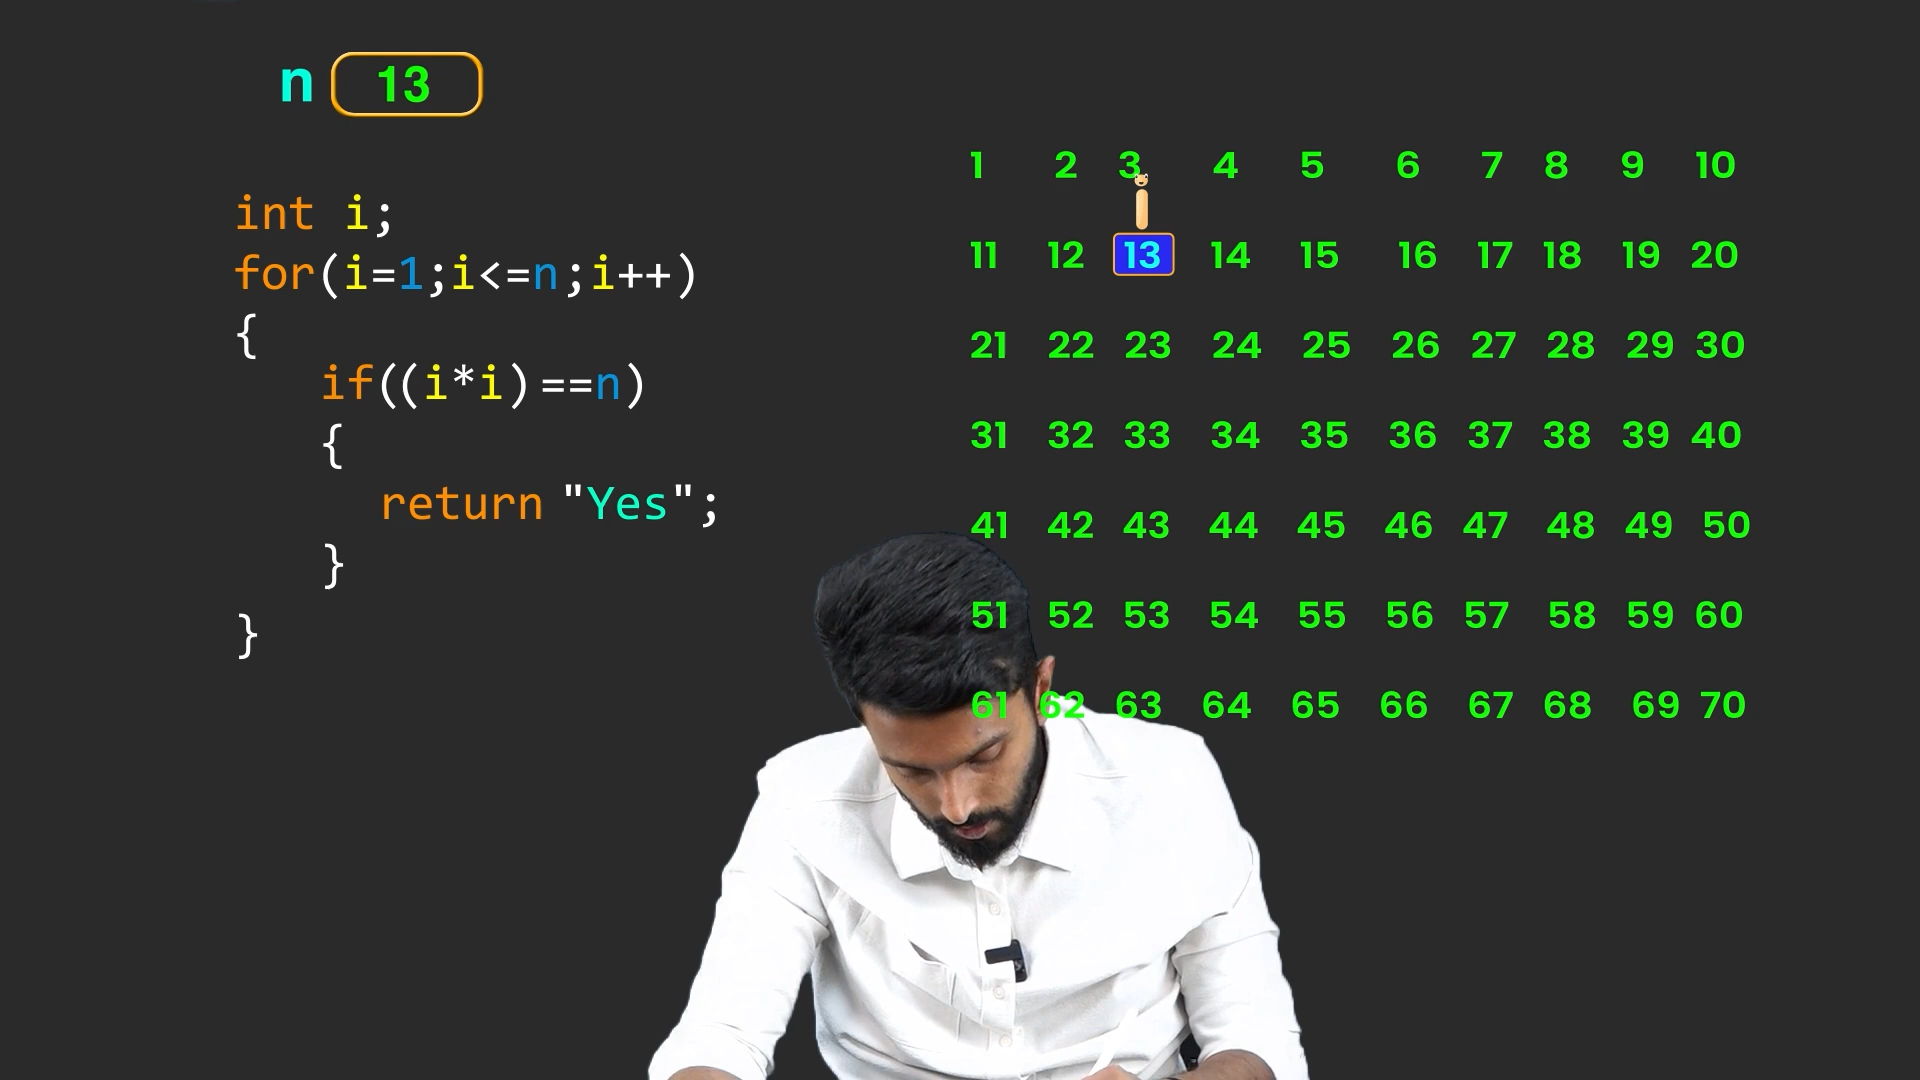 n 13
int i;
for(i=1;i<=n;i++)
{
if((i*i)==n)
{
return "Yes";
}
}
1 2 3 4 5 6 7 8 9 10
11 12 13 14 15 16 17 18 19 20
21 22 23 24 25 26 27 28 29 30
31 32 33 34 35 36 37 38 39 40
41 42 43 44 45 46 47 48 49 50
51 52 53 54 55 56 57 58 59 60
61 62 63 64 65 66 67 68 69 70